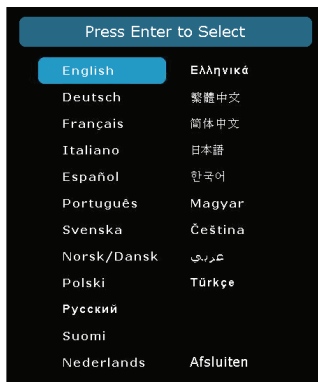 Press Enter to Select
English
Deutsch
Français
Italiano
Español
Português
Svenska
Norsk/Dansk
Polski
Русский
Suomi
Nederlands
Ελληνικά
繁體中文
简体中文
日本語
한국어
Magyar
Čeština
عربي
Türkçe
Afsluiten